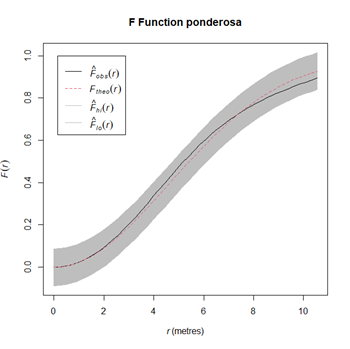 F Function ponderosa
F̂obs(r)
Ftheo(r)
F̂hi(r)
F̂lo(r)
F(r)
1.0
0.8
0.6
0.4
0.2
0.0
0 2 4 6 8 10
r (metres)